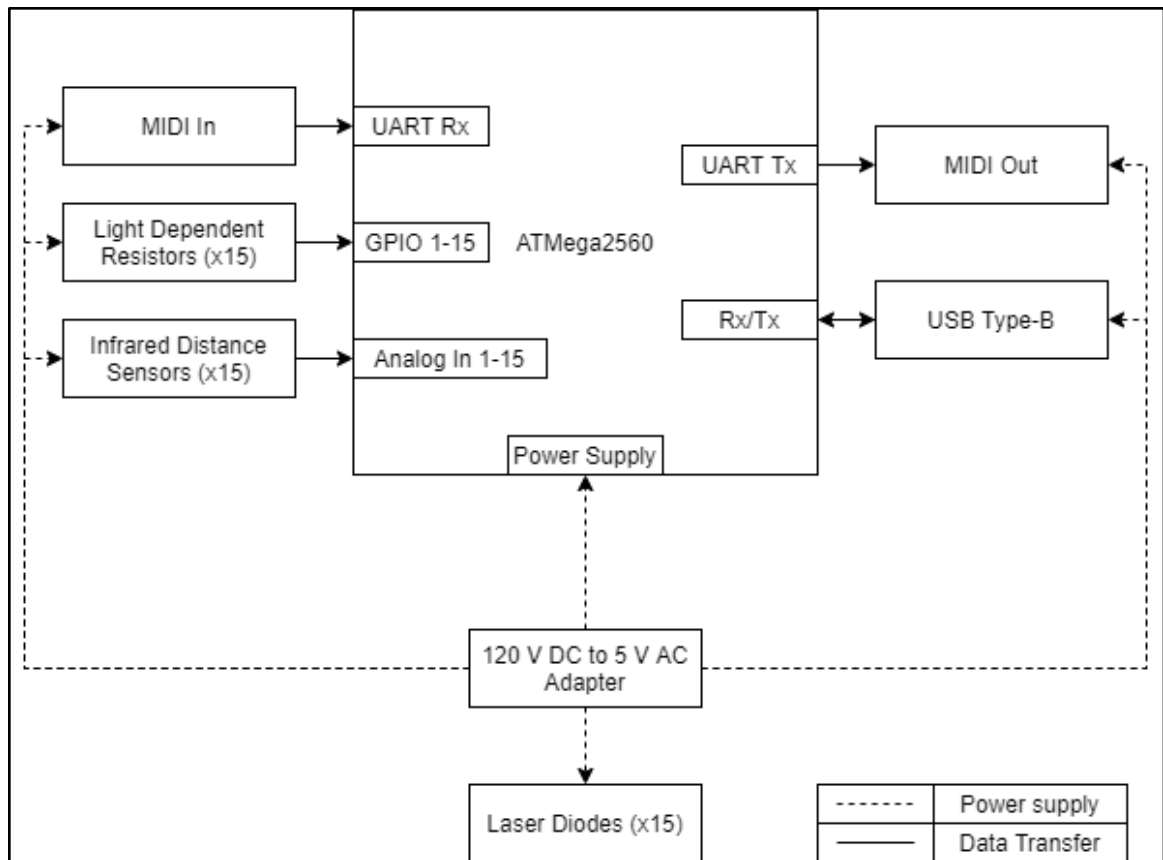 MIDI In
UART Rx
UART Tx
MIDI Out
Light Dependent
Resistors (x15)
GPIO 1-15
ATMega2560
Rx/Tx
USB Type-B
Infrared Distance
Sensors (x15)
Analog In 1-15
Power Supply
120 V DC to 5 V AC
Adapter
Laser Diodes (x15)
Power supply
Data Transfer